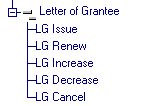 Letter of Grantee
LG Issue
LG Renew
LG Increase
LG Decrease
LG Cancel